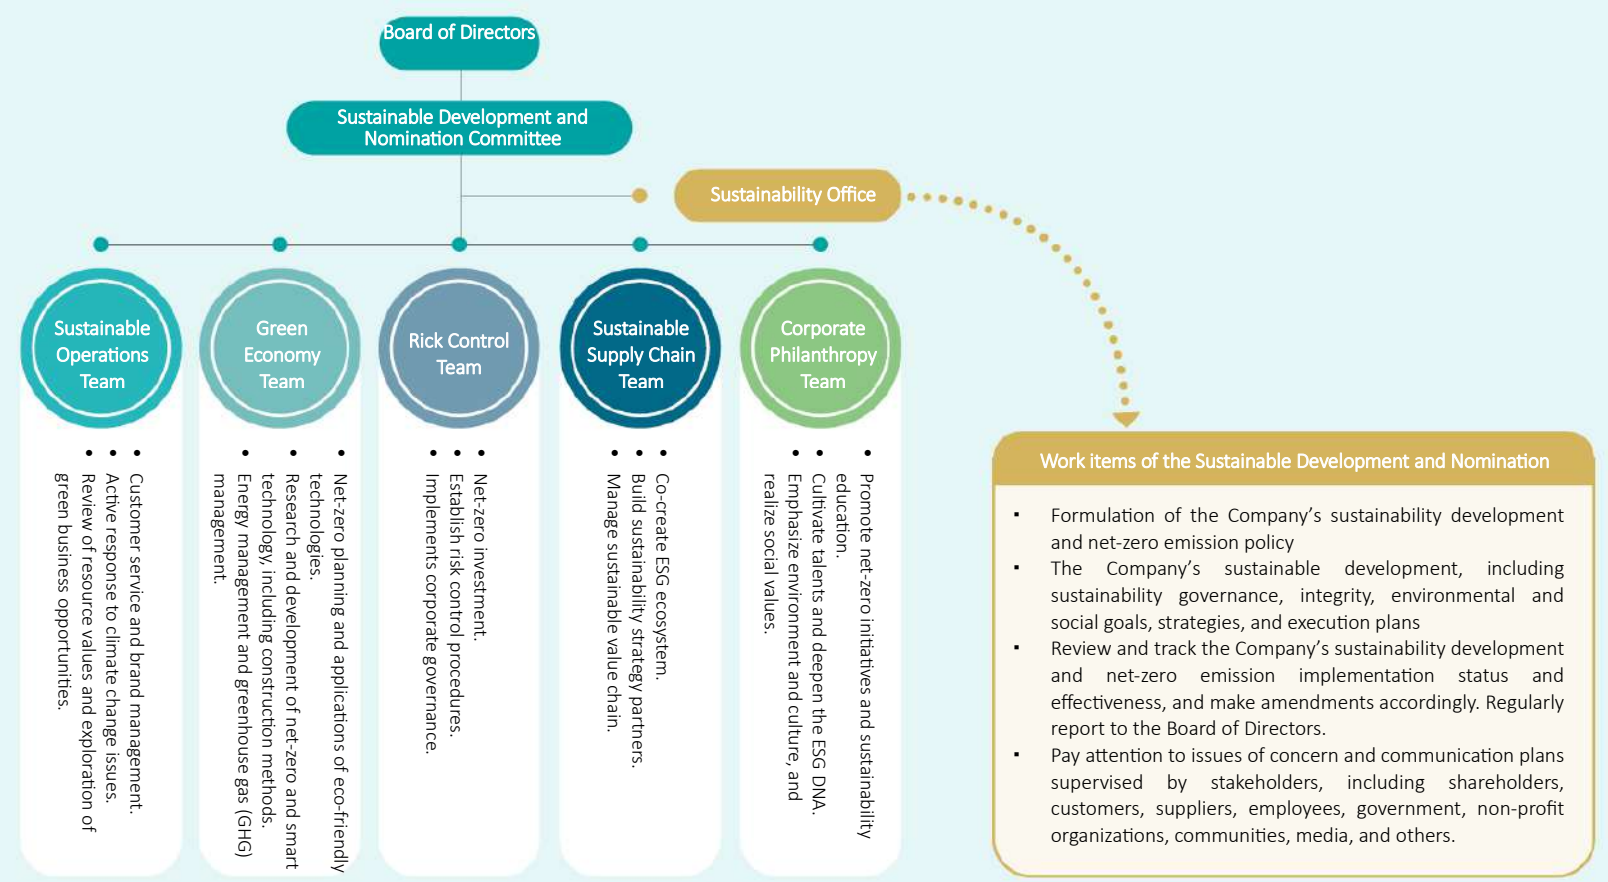 Board of Directors
Sustainable Development and
Nomination Committee
Sustainability Office
Sustainable
Operations
Team
Green
Economy
Team
Rick Control
Team
Sustainable
Supply Chain
Team
Corporate
Philanthropy
Team
• Customer service and brand management.
• Active response to climate change issues.
• Review of resource values and exploration of
green business opportunities.
• Net-zero planning and applications of eco-friendly
technologies.
• Research and development of net-zero and smart
technology, including construction methods.
• Energy management and greenhouse gas (GHG)
management.
• Net-zero investment.
• Establish risk control procedures.
• Implements corporate governance.
• Co-create ESG ecosystem.
• Build sustainability strategy partners.
• Manage sustainable value chain.
• Promote net-zero initiatives and sustainability
education.
• Cultivate talents and deepen the ESG DNA.
• Emphasize environment and culture, and
realize social values.
Work items of the Sustainable Development and Nomination
▪ Formulation of the Company’s sustainability development
and net-zero emission policy
▪ The Company’s sustainable development, including
sustainability governance, integrity, environmental and
social goals, strategies, and execution plans
▪ Review and track the Company’s sustainability development
and net-zero emission implementation status and
effectiveness, and make amendments accordingly. Regularly
report to the Board of Directors.
▪ Pay attention to issues of concern and communication plans
supervised by stakeholders, including shareholders,
customers, suppliers, employees, government, non-profit
organizations, communities, media, and others.